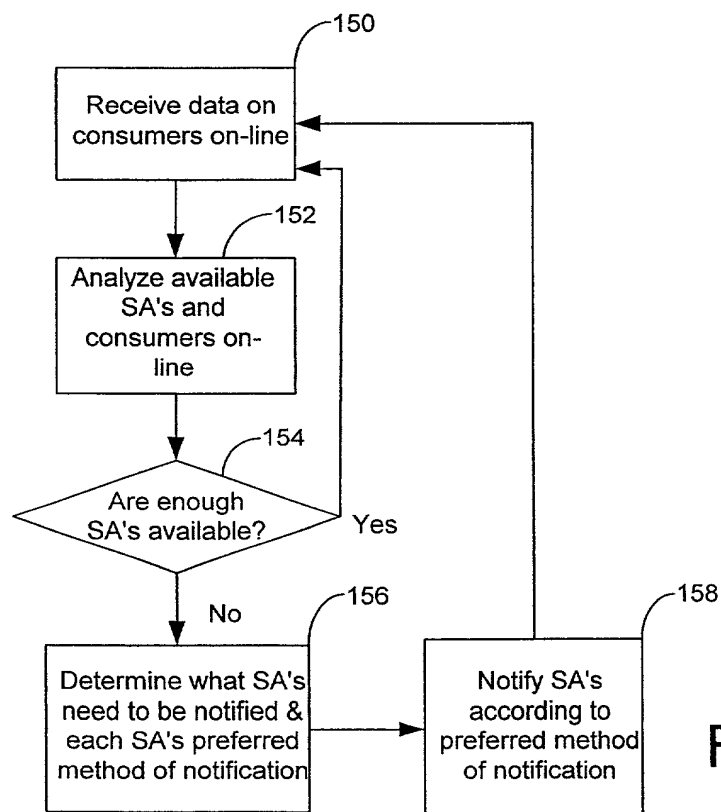 150
Receive data on
consumers on-line
152
Analyze available
SA's and
consumers on-
line
154
Are enough
SA's available?
Yes
No
156
Determine what SA's
need to be notified &
each SA's preferred
method of notification
158
Notify SA's
according to
preferred method
of notification